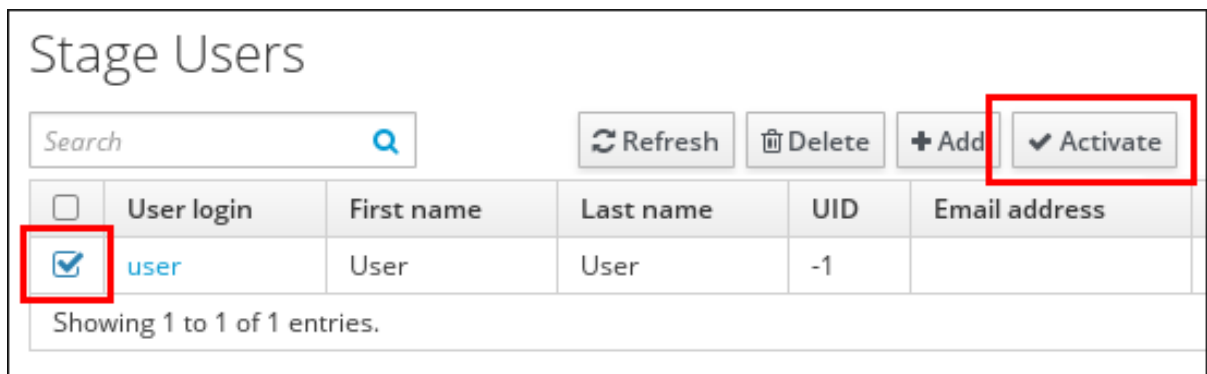 Stage Users
Search Refresh Delete Add Activate
User login First name Last name UID Email address
user User User -1
Showing 1 to 1 of 1 entries.